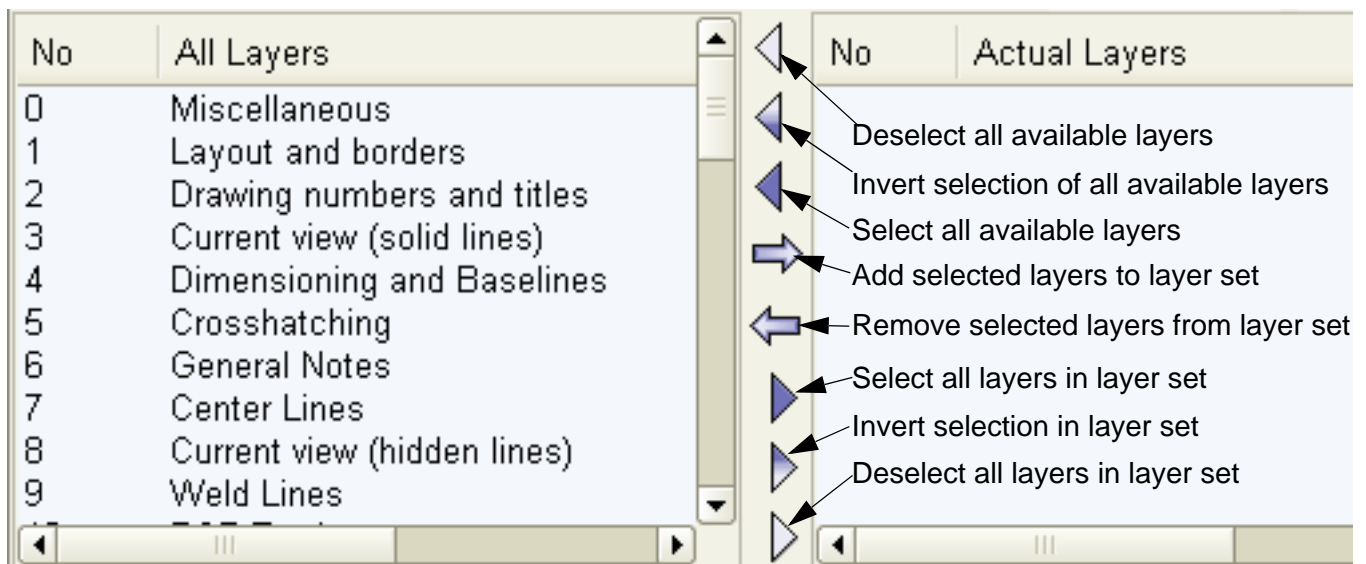 No All Layers
0 Miscellaneous
1 Layout and borders
2 Drawing numbers and titles
3 Current view (solid lines)
4 Dimensioning and Baselines
5 Crosshatching
6 General Notes
7 Center Lines
8 Current view (hidden lines)
9 Weld Lines
Deselect all available layers
Invert selection of all available layers
Select all available layers
Add selected layers to layer set
Remove selected layers from layer set
Select all layers in layer set
Invert selection in layer set
Deselect all layers in layer set
No Actual Layers